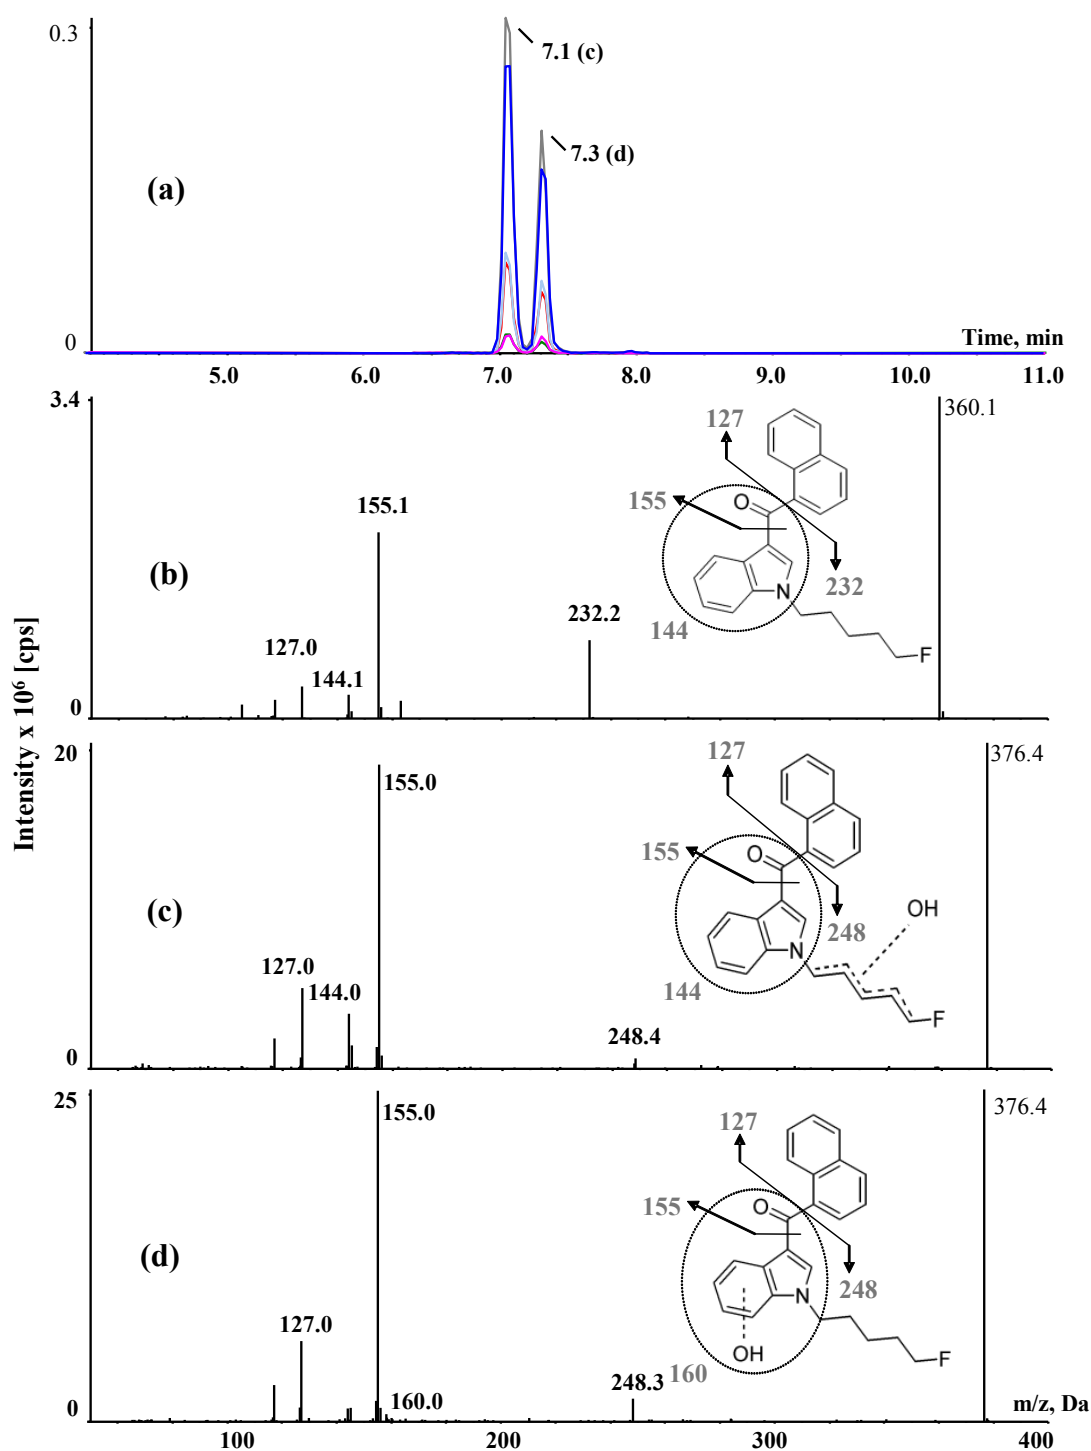 0.3
7.1 (c)
7.3 (d)
(a)
0
Time, min
5.0 6.0 7.0 8.0 9.0 10.0 11.0
Intensity x 10⁶ [cps]
3.4
360.1
127
155.1
155
O
(b)
232.2
232
N
127.0
144.1
144
F
0
20
376.4
127
155.0
155
O
OH
(c)
248
N
127.0
144.0
144
F
248.4
0
25
376.4
155.0
127
155
O
(d)
248
N
127.0
OH
F
160.0
248.3
160
0
m/z, Da
100 200 300 400